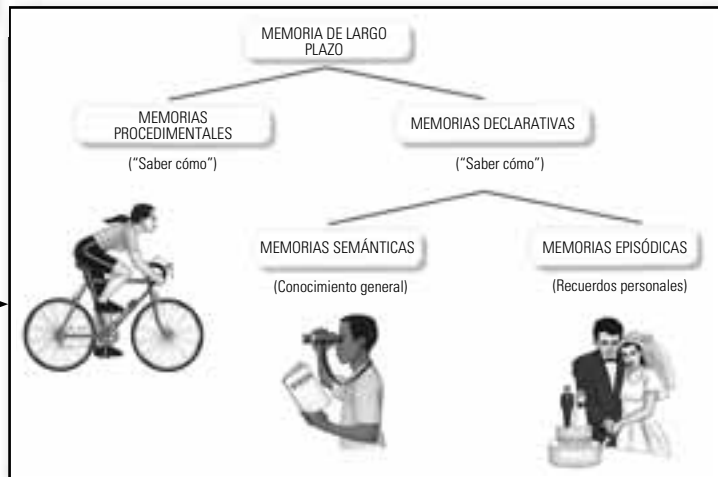 MEMORIA DE LARGO
PLAZO
MEMORIAS
PROCEDIMENTALES
("Saber cómo")
MEMORIAS DECLARATIVAS
("Saber cómo")
MEMORIAS SEMÁNTICAS
(Conocimiento general)
MEMORIAS EPISÓDICAS
(Recuerdos personales)